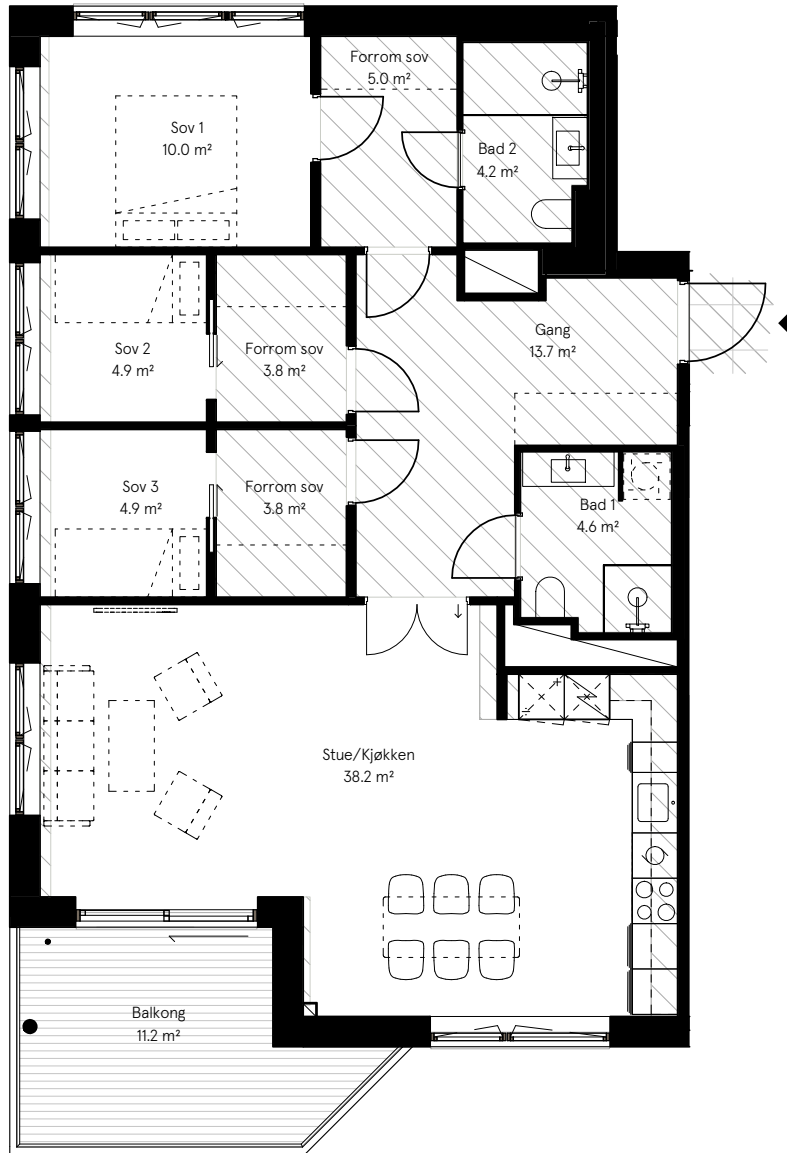 Forrom sov
5.0 m²
Sov 1
10.0 m²
Bad 2
4.2 m²
Gang
13.7 m²
Sov 2
4.9 m²
Forrom sov
3.8 m²
Sov 3
4.9 m²
Forrom sov
3.8 m²
Bad 1
4.6 m²
Stue/Kjøkken
38.2 m²
Balkong
11.2 m²